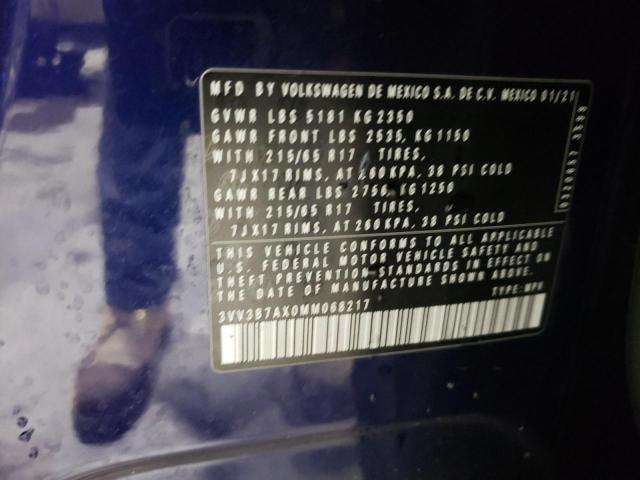 MFD BY VOLKSWAGEN DE MEXICO S.A. DE C.V. MEXICO 01/21
GVWR LBS 5181 KG 2350
GAWR FRONT LBS 2535, KG 1150
WITH 215/65 R17 TIRES,
7JX17 RIMS, AT 260 KPA, 38 PSI COLD
GAWR REAR LBS 2756, KG 1250
WITH 215/65 R17 TIRES,
7JX17 RIMS, AT 260 KPA, 38 PSI COLD
THIS VEHICLE CONFORMS TO ALL APPLICABLE
U.S. FEDERAL MOTOR VEHICLE SAFETY AND
THEFT PREVENTION STANDARDS IN EFFECT ON
THE DATE OF MANUFACTURE SHOWN ABOVE.
3VV3B7AX0MM068217 TYPE: MPV